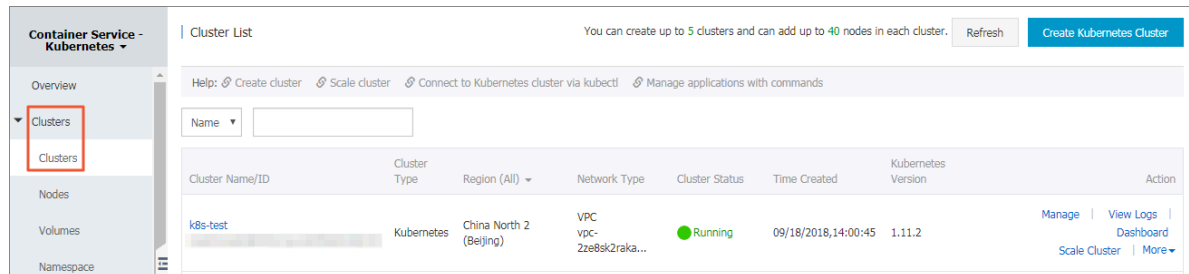 Container Service -
Kubernetes
Overview
Clusters
Clusters
Nodes
Volumes
Namespace
Cluster List
You can create up to 5 clusters and can add up to 40 nodes in each cluster.
Refresh
Create Kubernetes Cluster
Help: Create cluster Scale cluster Connect to Kubernetes cluster via kubectl Manage applications with commands
Name
Cluster Name/ID
Cluster
Type
Region (All)
Network Type
Cluster Status
Time Created
Kubernetes
Version
Action
k8s-test
Kubernetes
China North 2
(Beijing)
VPC
vpc-
2ze8sk2raka...
Running
09/18/2018,14:00:45
1.11.2
Manage | View Logs |
Dashboard
Scale Cluster | More